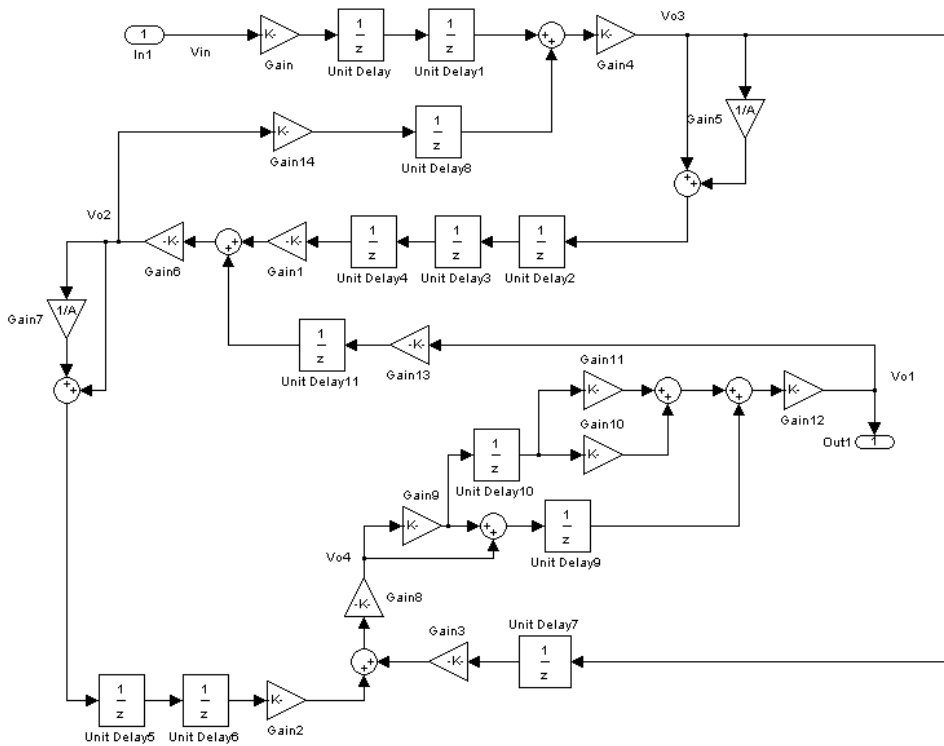 Vo3
1
In1
Vin
K-
Gain
1
z
Unit Delay
1
z
Unit Delay1
+
+
K-
Gain4
K-
Gain14
1
z
Unit Delay8
Gain5
1/A
+
+
Vo2
-K-
Gain6
+
+
-K-
Gain1
1
z
Unit Delay4
1
z
Unit Delay3
1
z
Unit Delay2
1/A
Gain7
+
+
1
z
Unit Delay11
-K-
Gain13
Gain11
K-
+
+
+
+
K-
Gain12
Vo1
Gain10
K-
1
Out1
1
z
Unit Delay10
Gain9
K-
+
+
1
z
Unit Delay9
Vo4
-K-
Gain8
Gain3
-K-
Unit Delay7
1
z
+
+
1
z
Unit Delay5
1
z
Unit Delay6
K-
Gain2